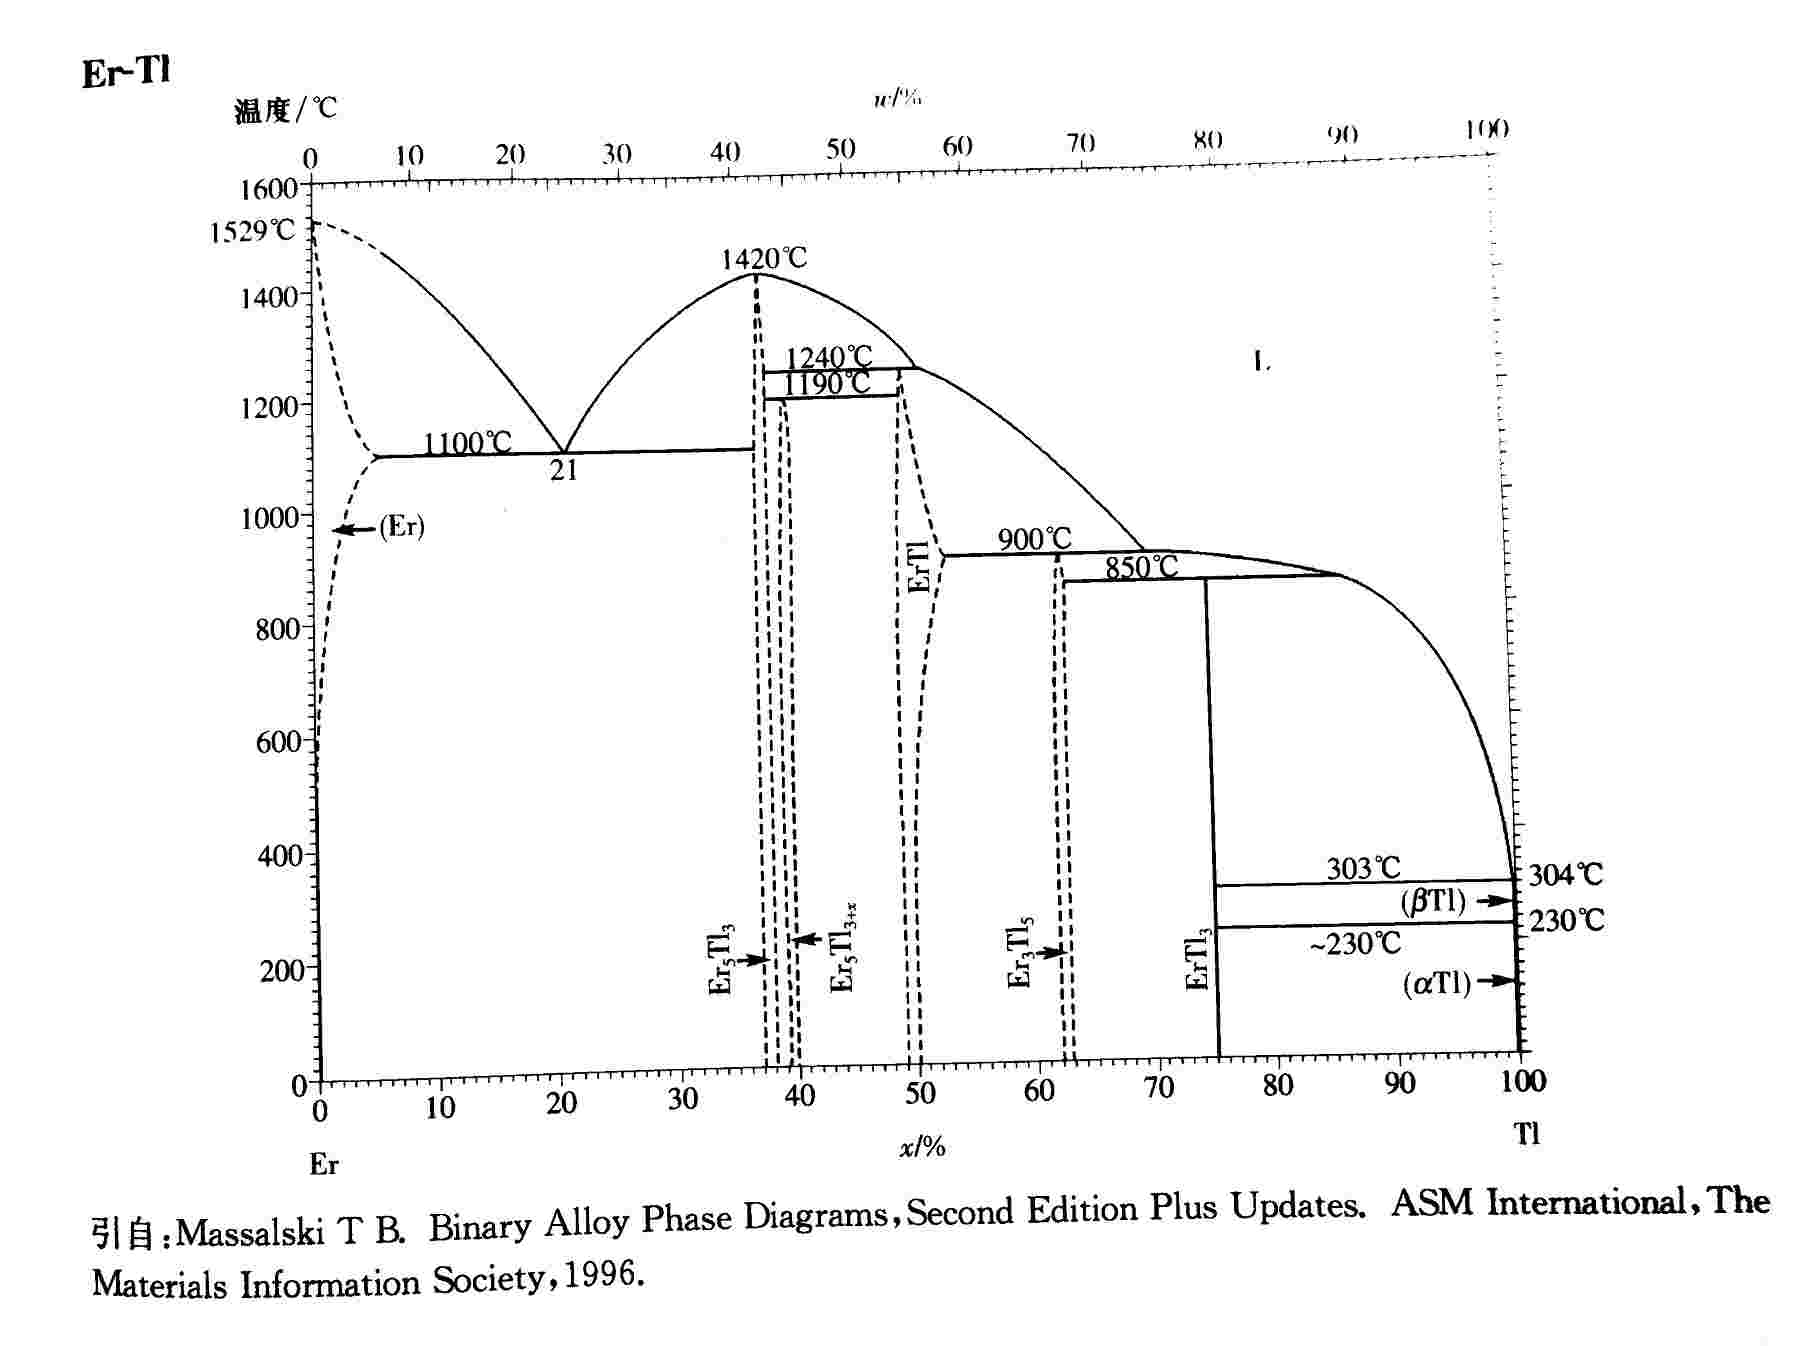 Er-Tl
温度/℃
w/%
0 10 20 30 40 50 60 70 80 90 100
1600
1529℃
1420℃
1400
1240℃
1190℃
L
1200
1100℃
21
1000
(Er)
900℃
850℃
ErTl
800
600
400
303℃
304℃
(βTl)
230℃
~230℃
200
Er₅Tl₃
Er₅Tl₃₊ₓ
Er₃Tl₅
ErTl₃
(αTl)
0
0 10 20 30 40 50 60 70 80 90 100
Er
x/%
Tl
引自:Massalski T B. Binary Alloy Phase Diagrams,Second Edition Plus Updates. ASM International,The
Materials Information Society,1996.